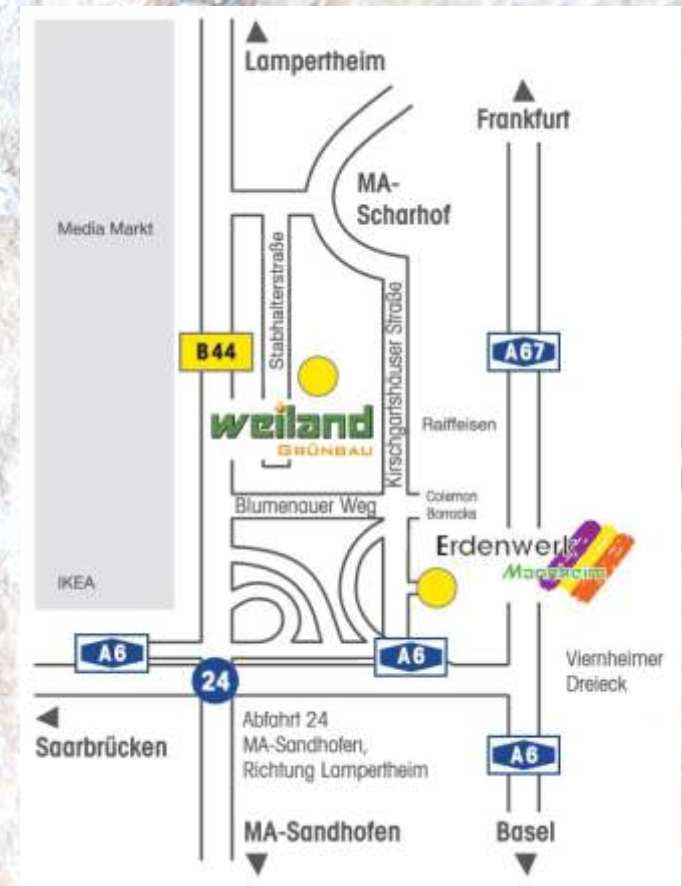 Lampertheim
Frankfurt
MA-
Scharhof
Media Markt
Stabhalterstraße
B44
A67
Kirschgartshäuser Straße
weiland
GRÜNBAU
Raiffeisen
Blumenauer Weg
Coleman
Barracks
Erdenwerk
Mannheim
IKEA
A6
A6
Viernheimer
Dreieck
24
Saarbrücken
Abfahrt 24
MA-Sandhofen,
Richtung Lampertheim
A6
MA-Sandhofen
Basel